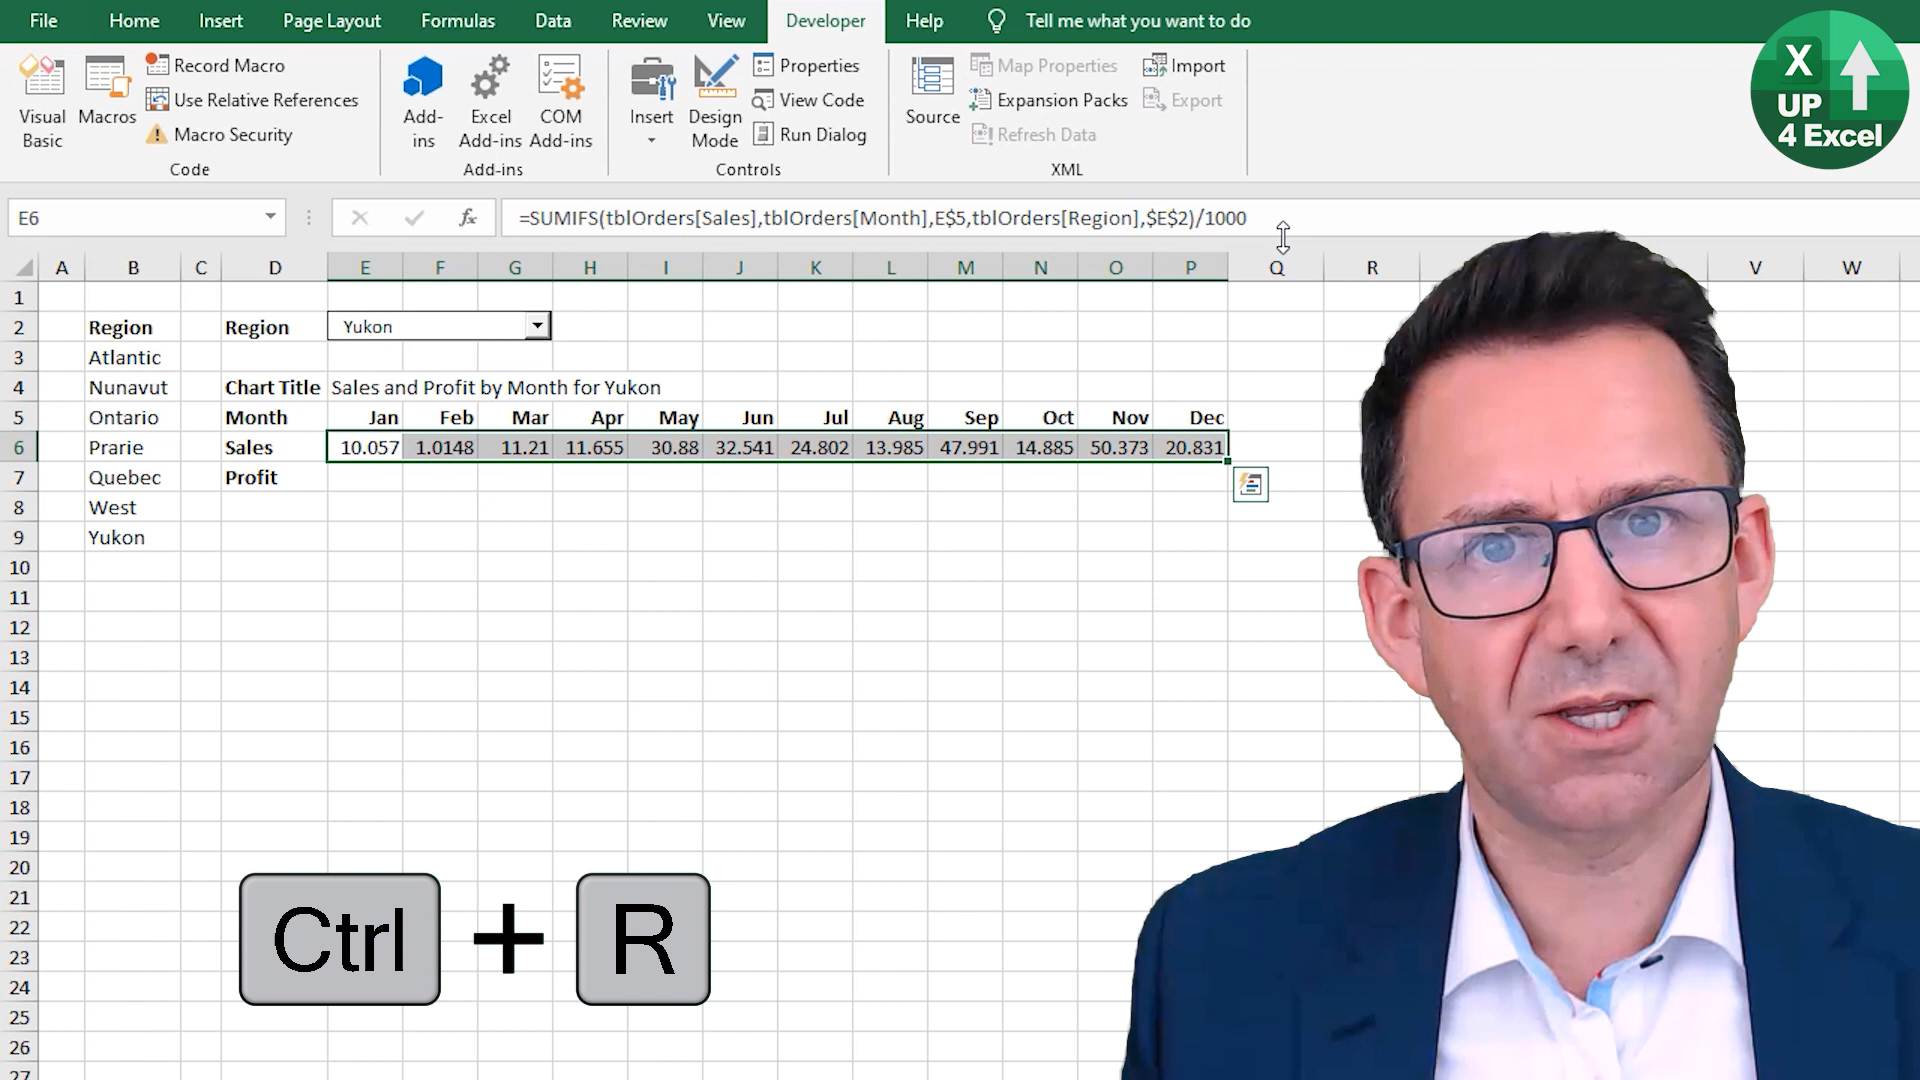 File Home Insert Page Layout Formulas Data Review View Developer Help Tell me what you want to do
Visual Basic
Macros
Record Macro
Use Relative References
Macro Security
Code
Add-ins
Excel Add-ins
COM Add-ins
Add-ins
Insert
Design Mode
Properties
View Code
Run Dialog
Controls
Source
Map Properties
Expansion Packs
Refresh Data
Import
Export
XML
X
UP
4 Excel
E6 fx =SUMIFS(tblOrders[Sales],tblOrders[Month],E$5,tblOrders[Region],$E$2)/1000
A B C D E F G H I J K L M N O P Q R V W
1
2 Region Region Yukon
3 Atlantic
4 Nunavut Chart Title Sales and Profit by Month for Yukon
5 Ontario Month Jan Feb Mar Apr May Jun Jul Aug Sep Oct Nov Dec
6 Prarie Sales 10.057 1.0148 11.21 11.655 30.88 32.541 24.802 13.985 47.991 14.885 50.373 20.831
7 Quebec Profit
8 West
9 Yukon
10
11
12
13
14
15
16
17
18
19
20
21
22
23
24
25
26
27
Ctrl + R